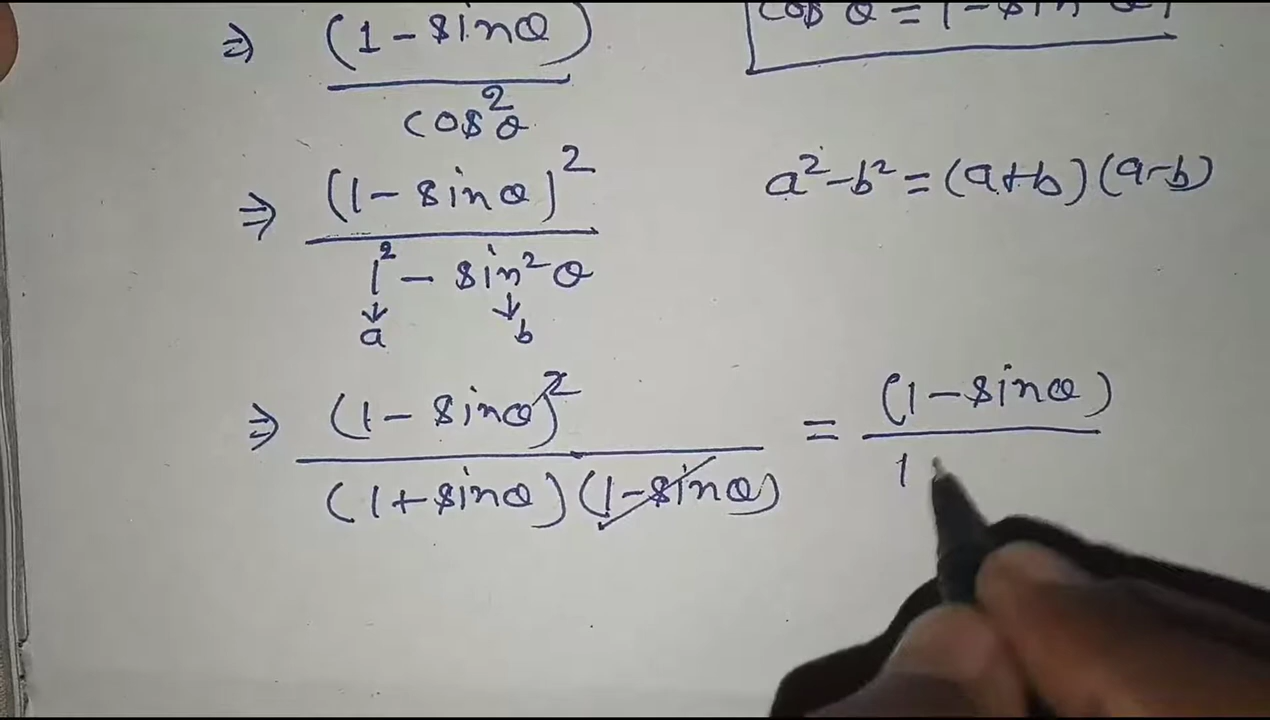 ⇒ (1 - sinθ)
cos²θ
cos²θ = 1 - sin²θ
⇒ (1 - sinθ)²
1² - sin²θ
a b
a² - b² = (a+b)(a-b)
⇒ (1 - sinθ)²
(1 + sinθ)(1 - sinθ)
= (1 - sinθ)
1